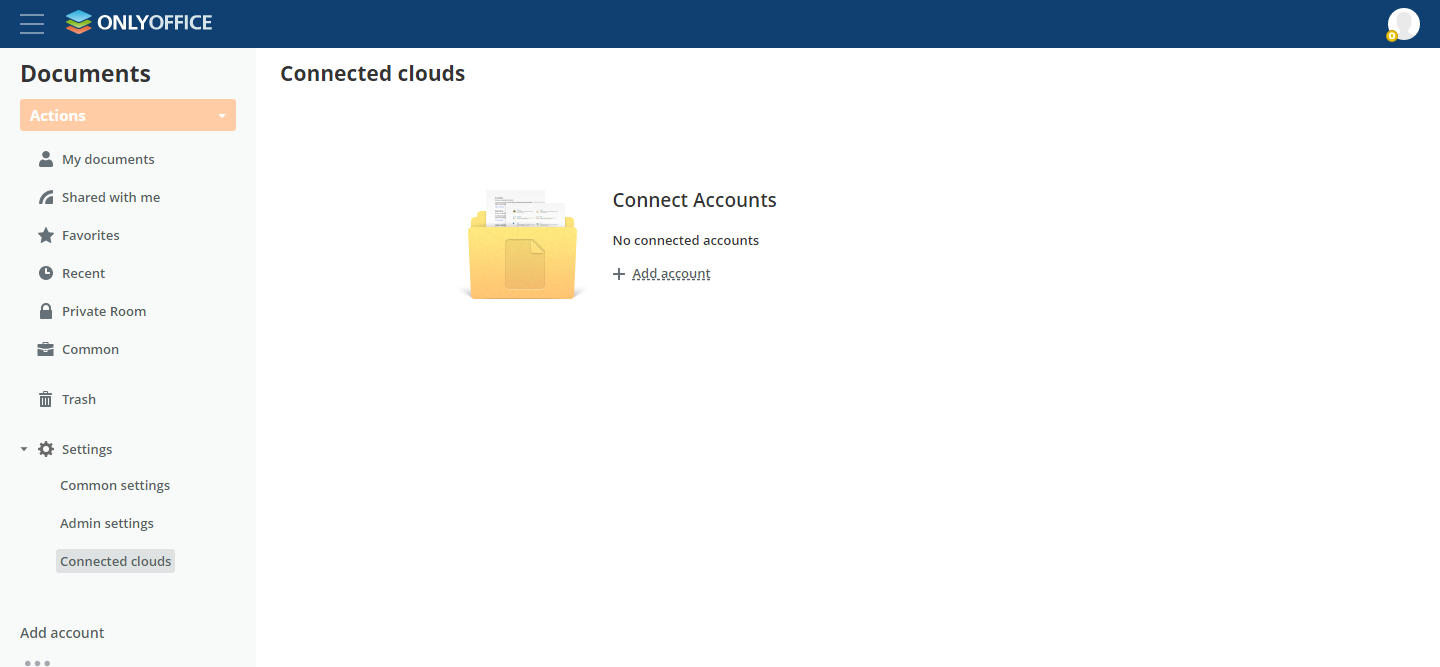 ONLYOFFICE
Documents
Actions
My documents
Shared with me
Favorites
Recent
Private Room
Common
Trash
Settings
Common settings
Admin settings
Connected clouds
Add account
Connected clouds
Connect Accounts
No connected accounts
Add account